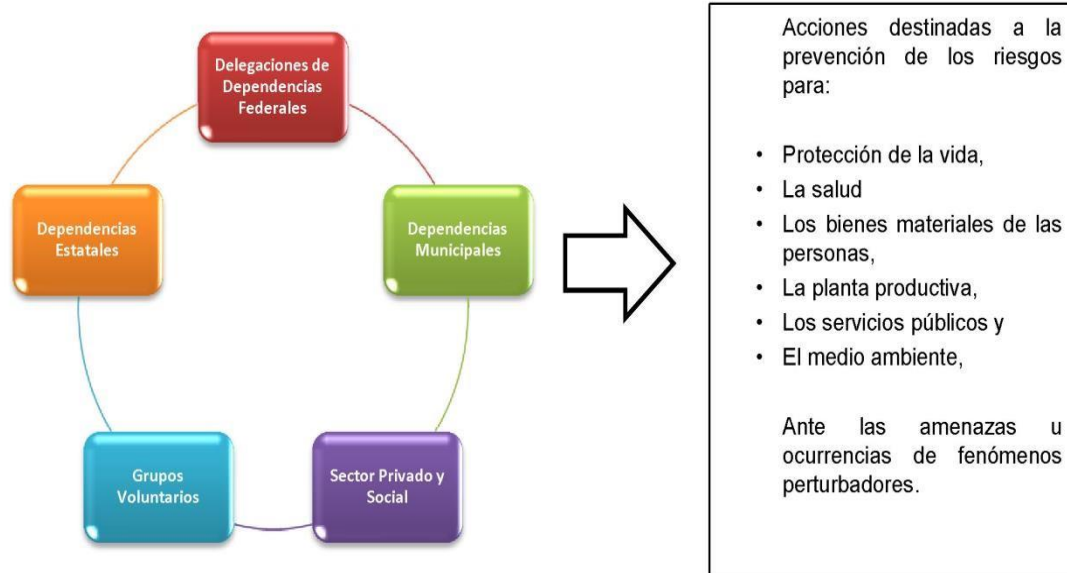 Delegaciones de
Dependencias
Federales
Dependencias
Estatales
Dependencias
Municipales
Grupos
Voluntarios
Sector Privado y
Social
Acciones destinadas a la
prevención de los riesgos
para:
• Protección de la vida,
• La salud
• Los bienes materiales de las
personas,
• La planta productiva,
• Los servicios públicos y
• El medio ambiente,
Ante las amenazas u
ocurrencias de fenómenos
perturbadores.